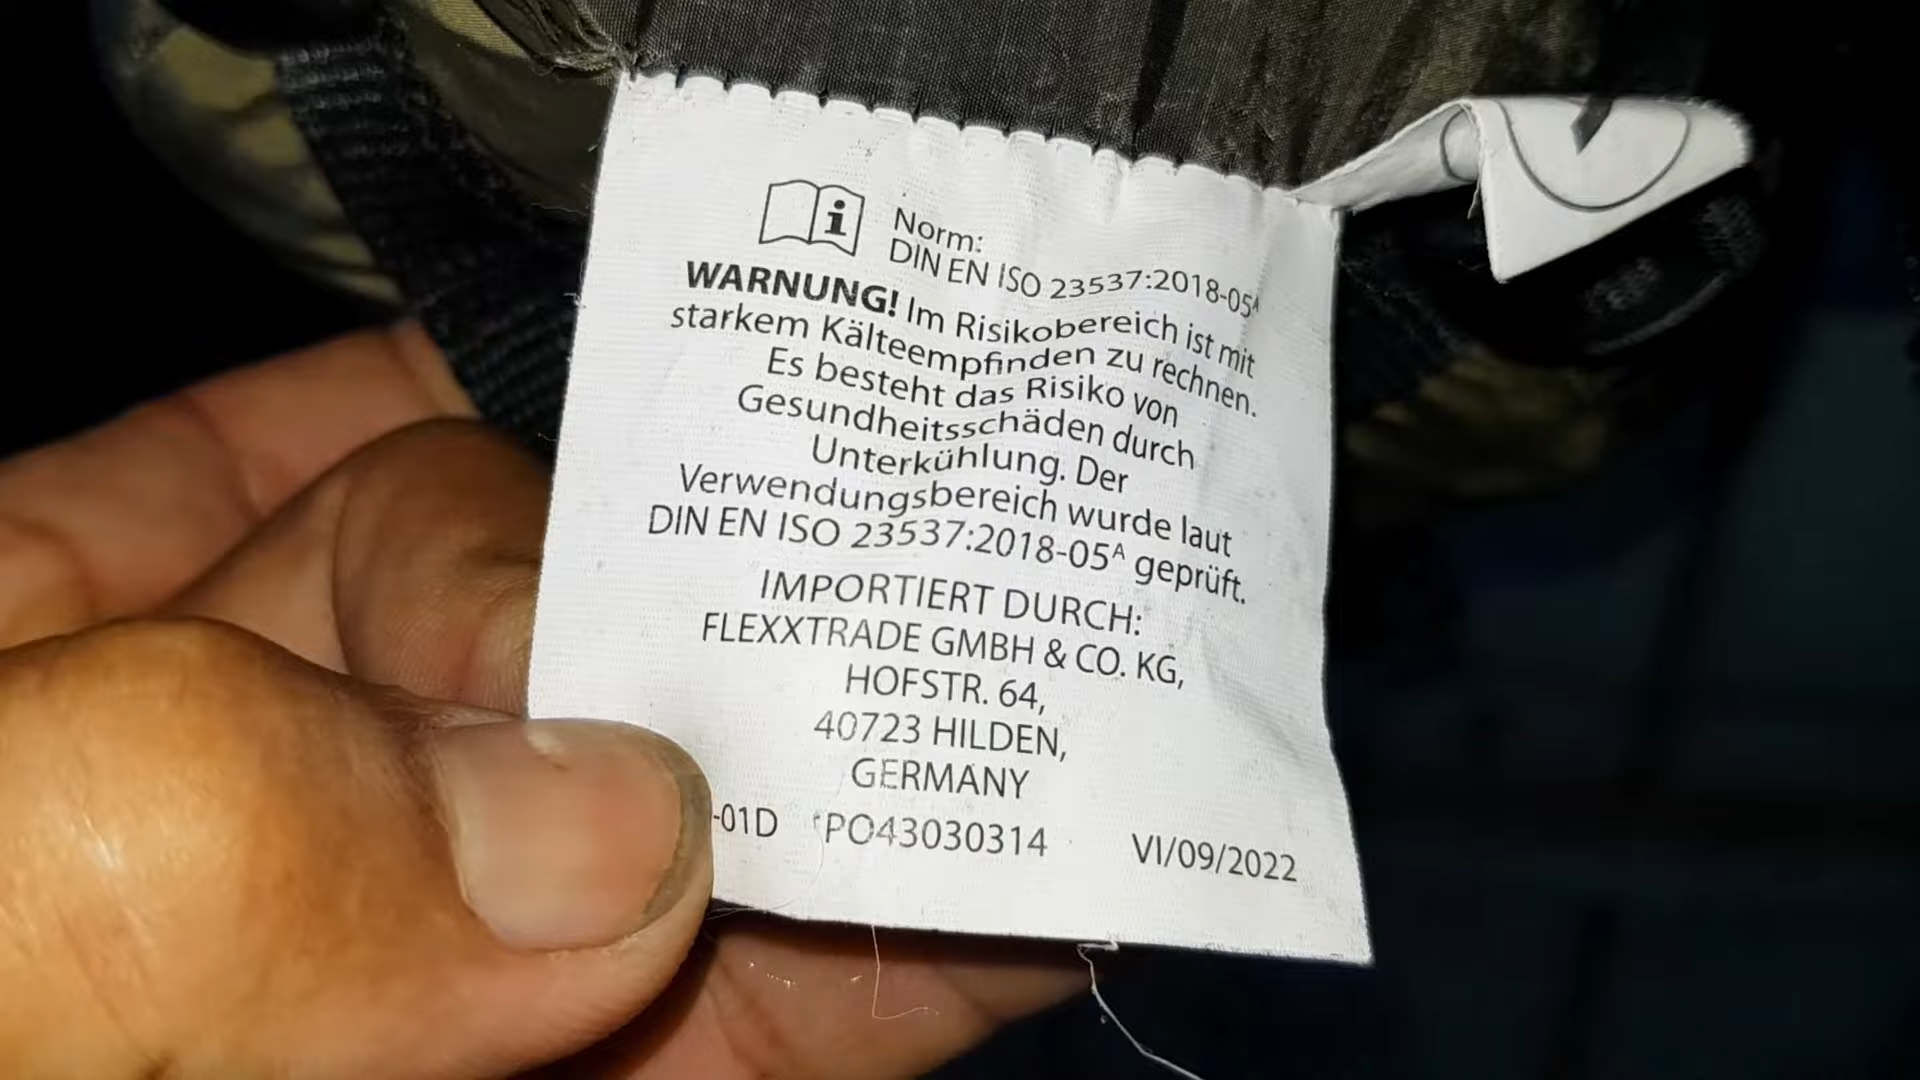 i
Norm:
DIN EN ISO 23537:2018-05A
WARNUNG! Im Risikobereich ist mit
starkem Kälteempfinden zu rechnen.
Es besteht das Risiko von
Gesundheitsschäden durch
Unterkühlung. Der
Verwendungsbereich wurde laut
DIN EN ISO 23537:2018-05A geprüft.
IMPORTIERT DURCH:
FLEXXTRADE GMBH & CO. KG,
HOFSTR. 64,
40723 HILDEN,
GERMANY
-01D PO43030314 VI/09/2022